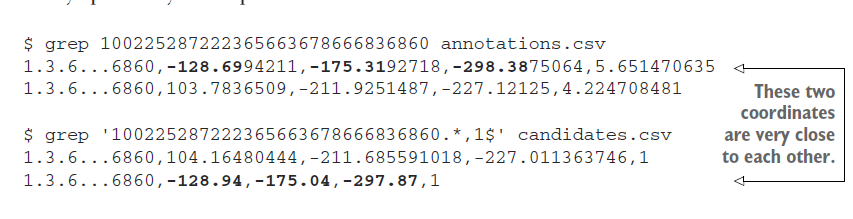 $ grep 100225287222365663678666836860 annotations.csv
1.3.6...6860,-128.6994211,-175.3192718,-298.3875064,5.651470635
1.3.6...6860,103.7836509,-211.9251487,-227.12125,4.224708481
These two
coordinates
are very close
to each other.
$ grep '100225287222365663678666836860.*,1$' candidates.csv
1.3.6...6860,104.16480444,-211.685591018,-227.011363746,1
1.3.6...6860,-128.94,-175.04,-297.87,1